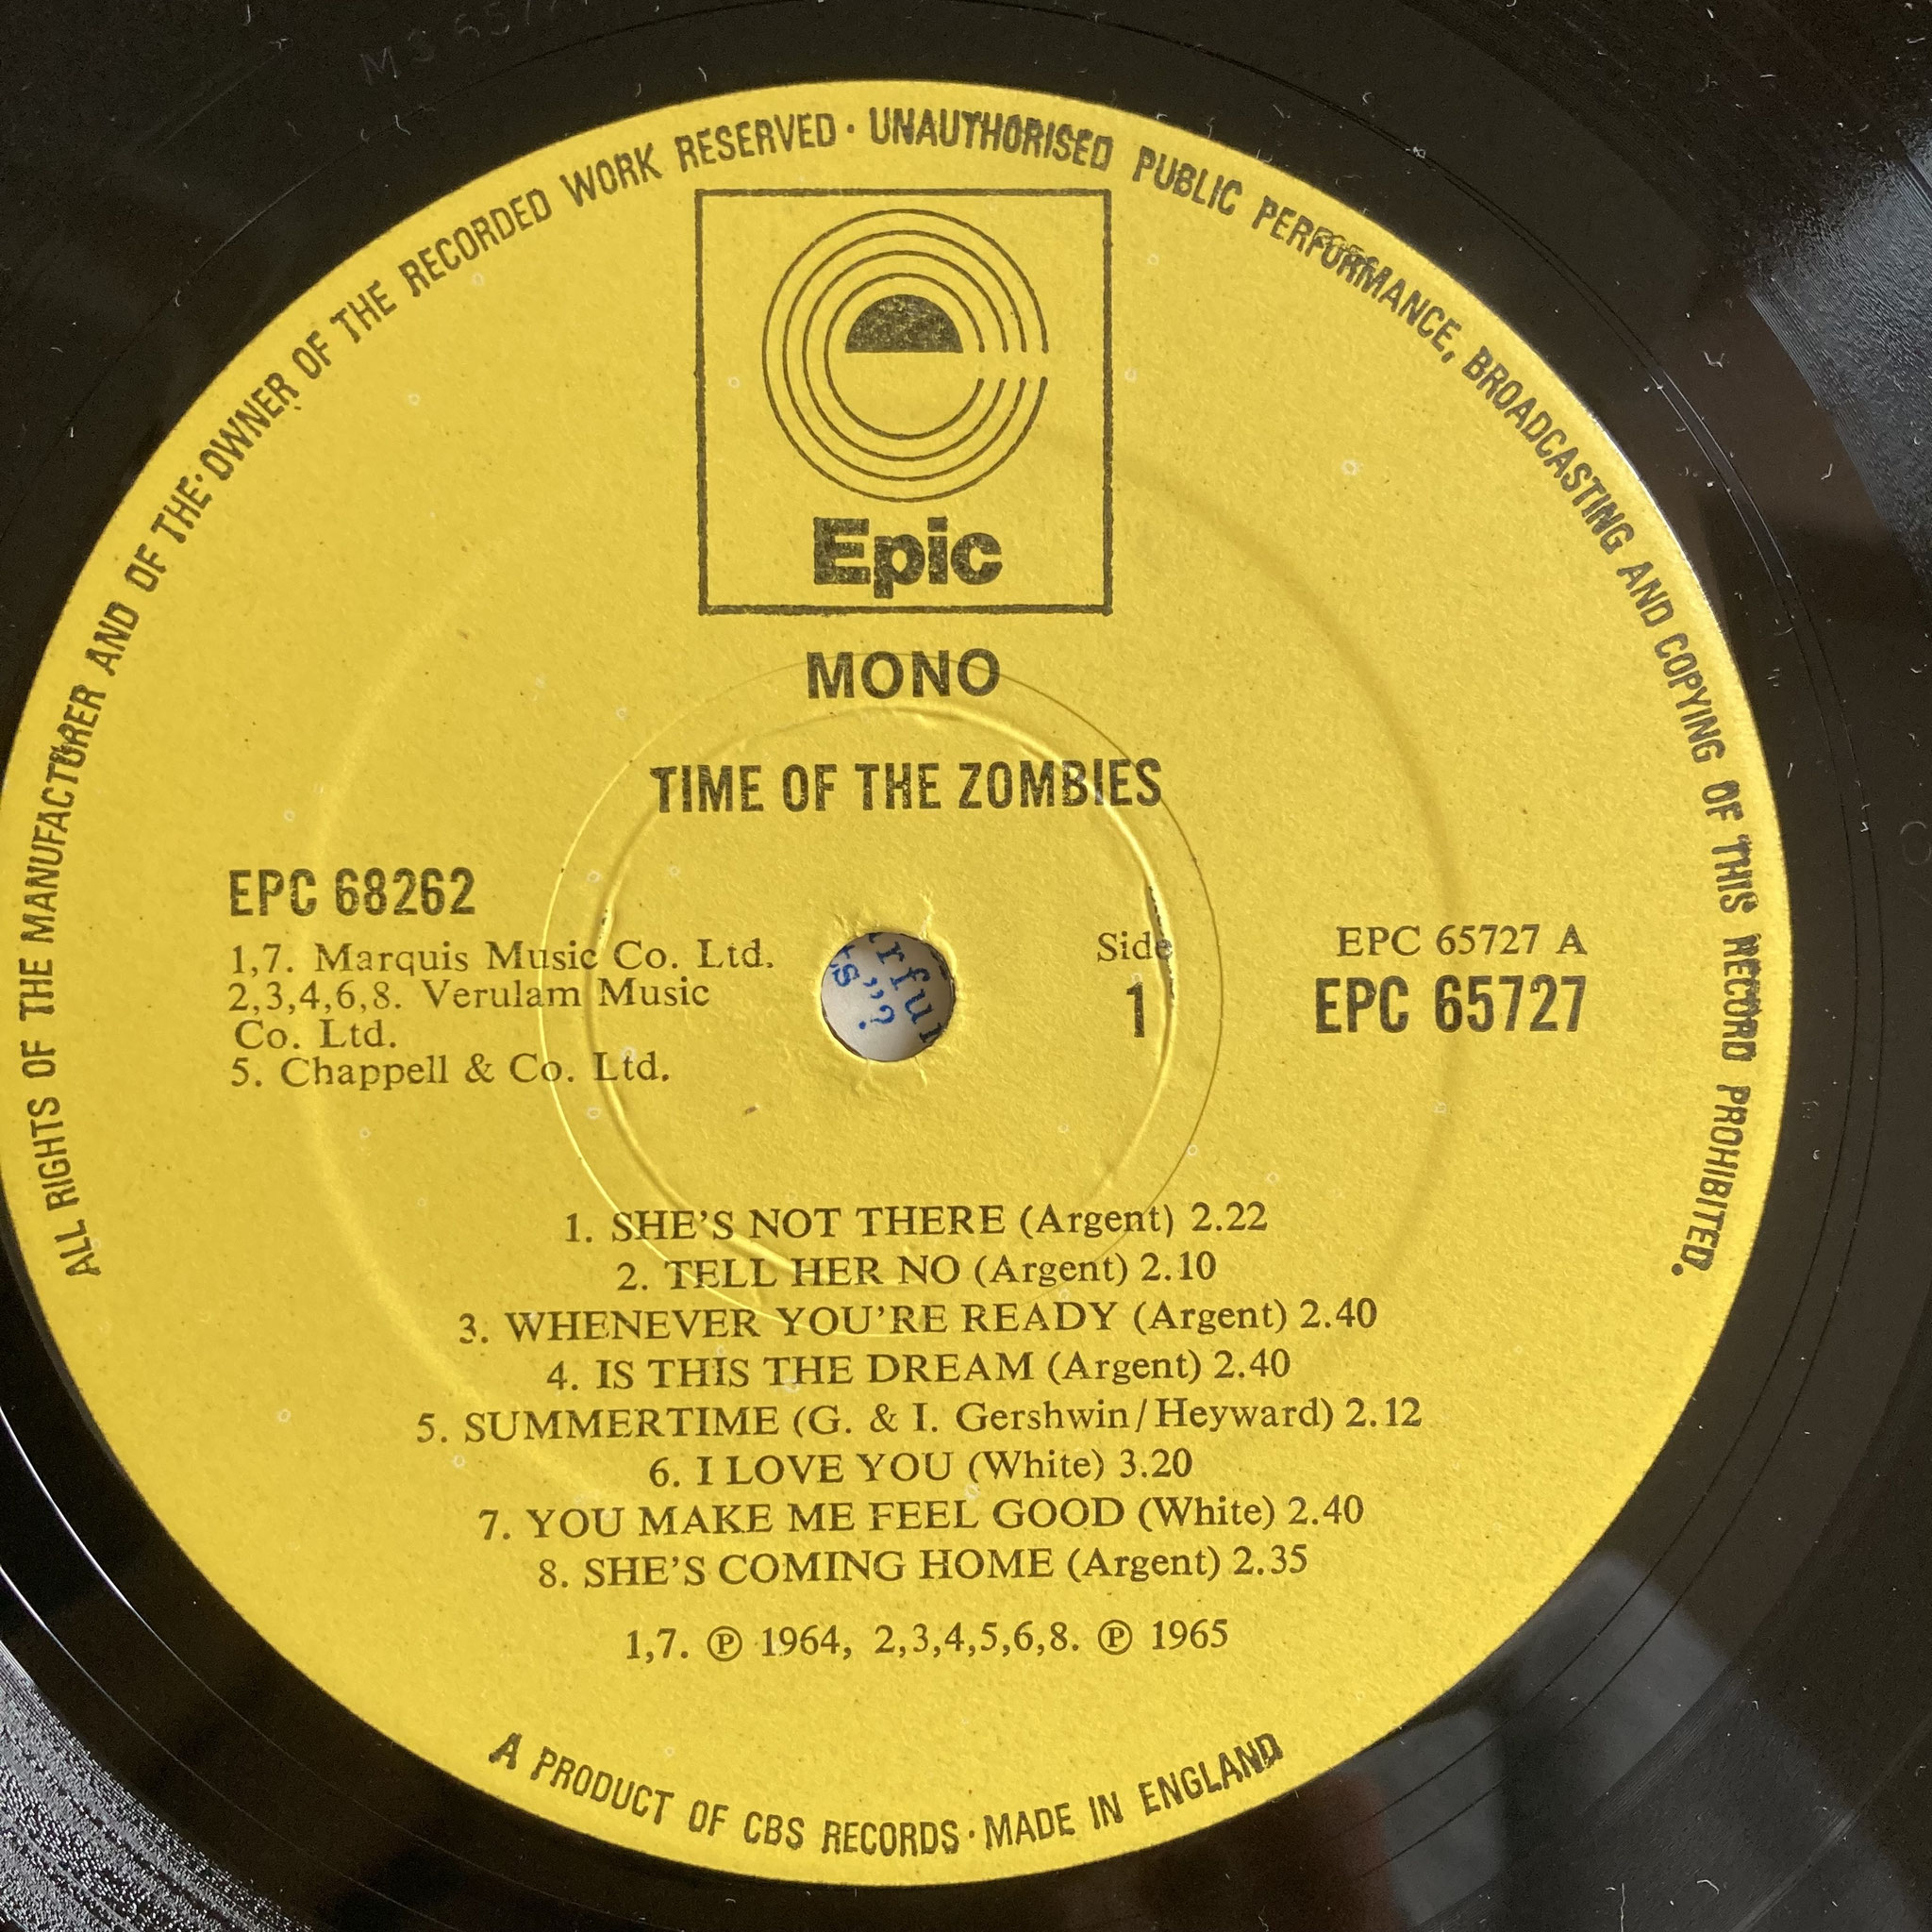 ALL RIGHTS OF THE MANUFACTURER AND OF THE OWNER OF THE RECORDED WORK RESERVED · UNAUTHORISED PUBLIC PERFORMANCE, BROADCASTING AND COPYING OF THIS RECORD PROHIBITED.
Epic
MONO
TIME OF THE ZOMBIES
EPC 68262
1,7. Marquis Music Co. Ltd.
2,3,4,6,8. Verulam Music
Co. Ltd.
5. Chappell & Co. Ltd.
Side
1
EPC 65727 A
EPC 65727
1. SHE'S NOT THERE (Argent) 2.22
2. TELL HER NO (Argent) 2.10
3. WHENEVER YOU'RE READY (Argent) 2.40
4. IS THIS THE DREAM (Argent) 2.40
5. SUMMERTIME (G. & I. Gershwin/Heyward) 2.12
6. I LOVE YOU (White) 3.20
7. YOU MAKE ME FEEL GOOD (White) 2.40
8. SHE'S COMING HOME (Argent) 2.35
1,7. ℗ 1964, 2,3,4,5,6,8. ℗ 1965
A PRODUCT OF CBS RECORDS · MADE IN ENGLAND